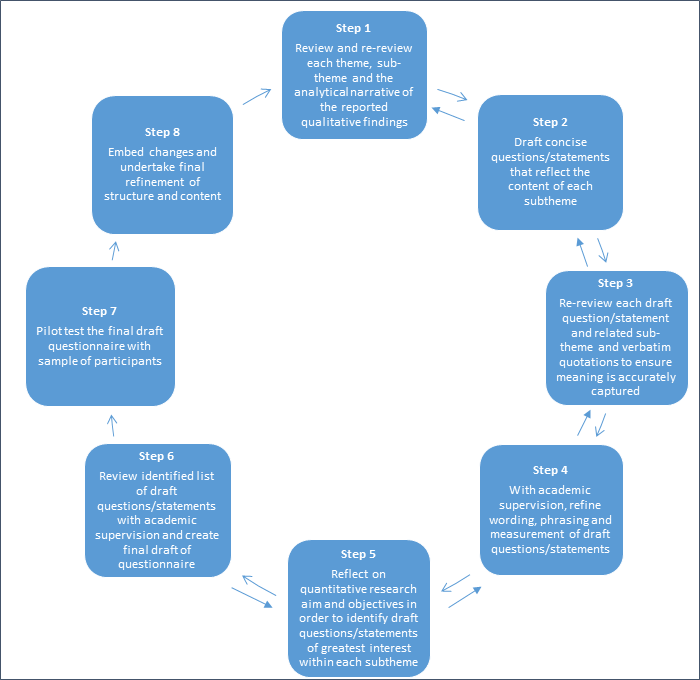 Step 1
Review and re-review
each theme, sub-
theme and the
analytical narrative of
the reported
qualitative findings
Step 2
Draft concise
questions/statements
that reflect the
content of each
subtheme
Step 3
Re-review each draft
question/statement
and related sub-
theme and verbatim
quotations to ensure
meaning is accurately
captured
Step 4
With academic
supervision, refine
wording, phrasing and
measurement of draft
questions/statements
Step 5
Reflect on
quantitative research
aim and objectives in
order to identify draft
questions/statements
of greatest interest
within each subtheme
Step 6
Review identified list
of draft
questions/statements
with academic
supervision and create
final draft of
questionnaire
Step 7
Pilot test the final draft
questionnaire with
sample of participants
Step 8
Embed changes and
undertake final
refinement of
structure and content